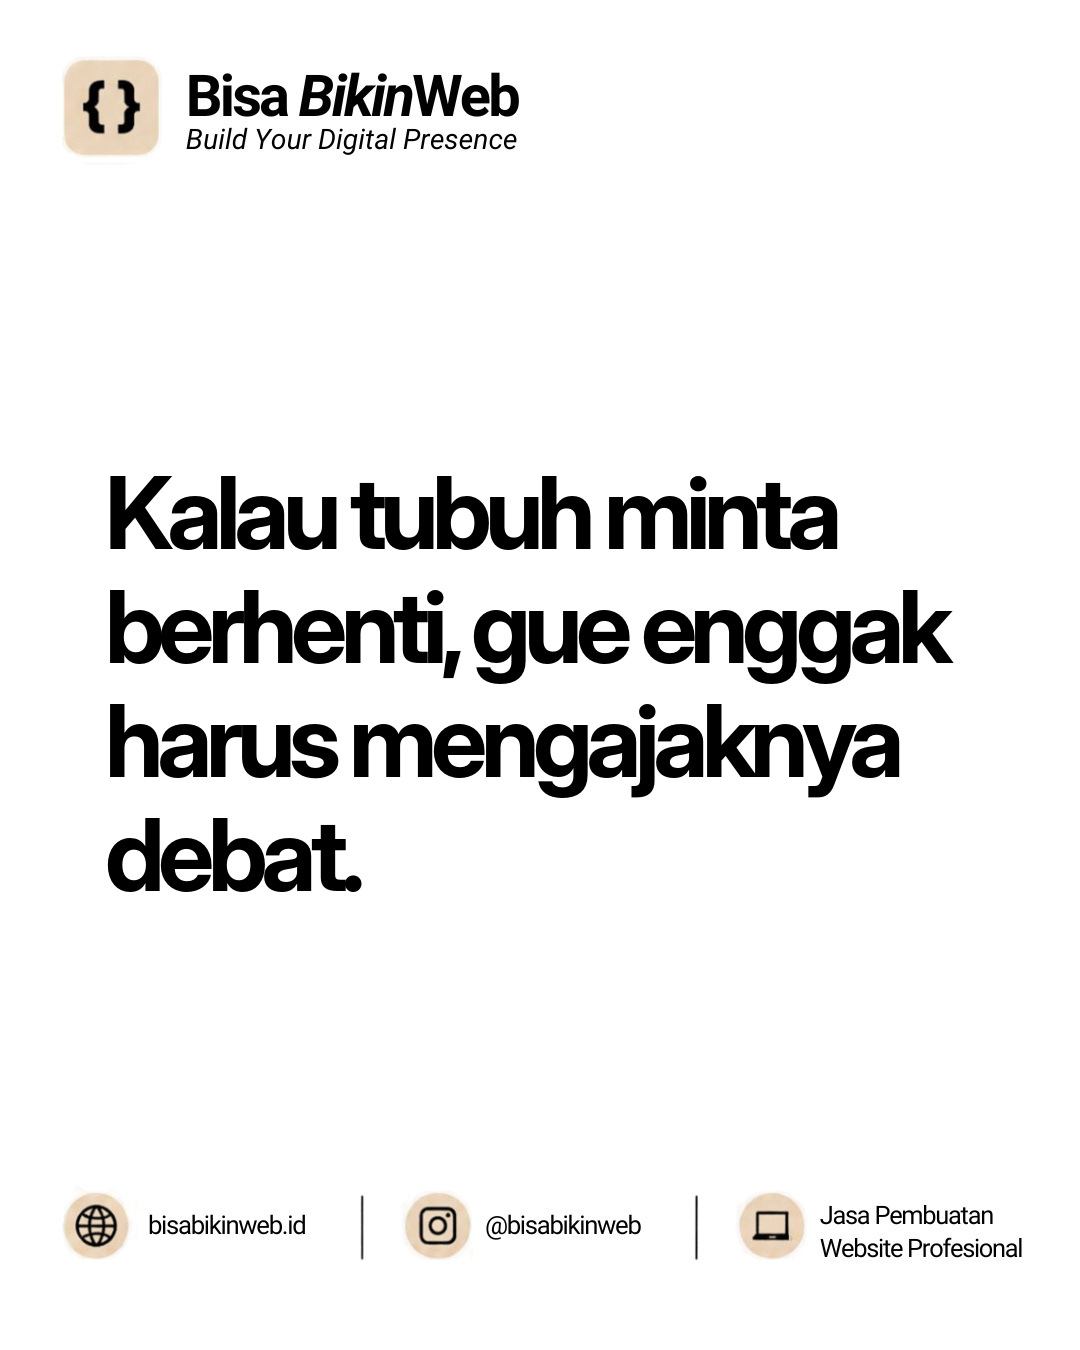 Bisa BikinWeb
Build Your Digital Presence
Kalau tubuh minta
berhenti, gue enggak
harus mengajaknya
debat.
bisabikinweb.id
@bisabikinweb
Jasa Pembuatan
Website Profesional